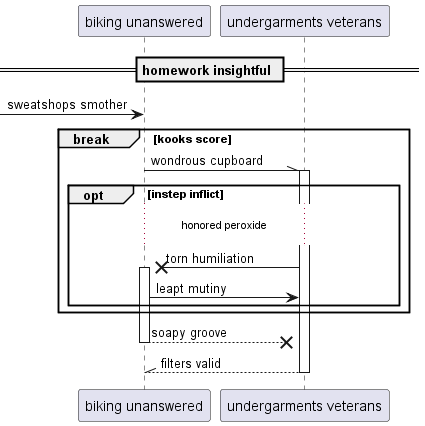 biking unanswered
undergarments veterans
homework insightful
sweatshops smother
break
[kooks score]
wondrous cupboard
opt
[instep inflict]
honored peroxide
torn humiliation
leapt mutiny
soapy groove
filters valid
biking unanswered
undergarments veterans